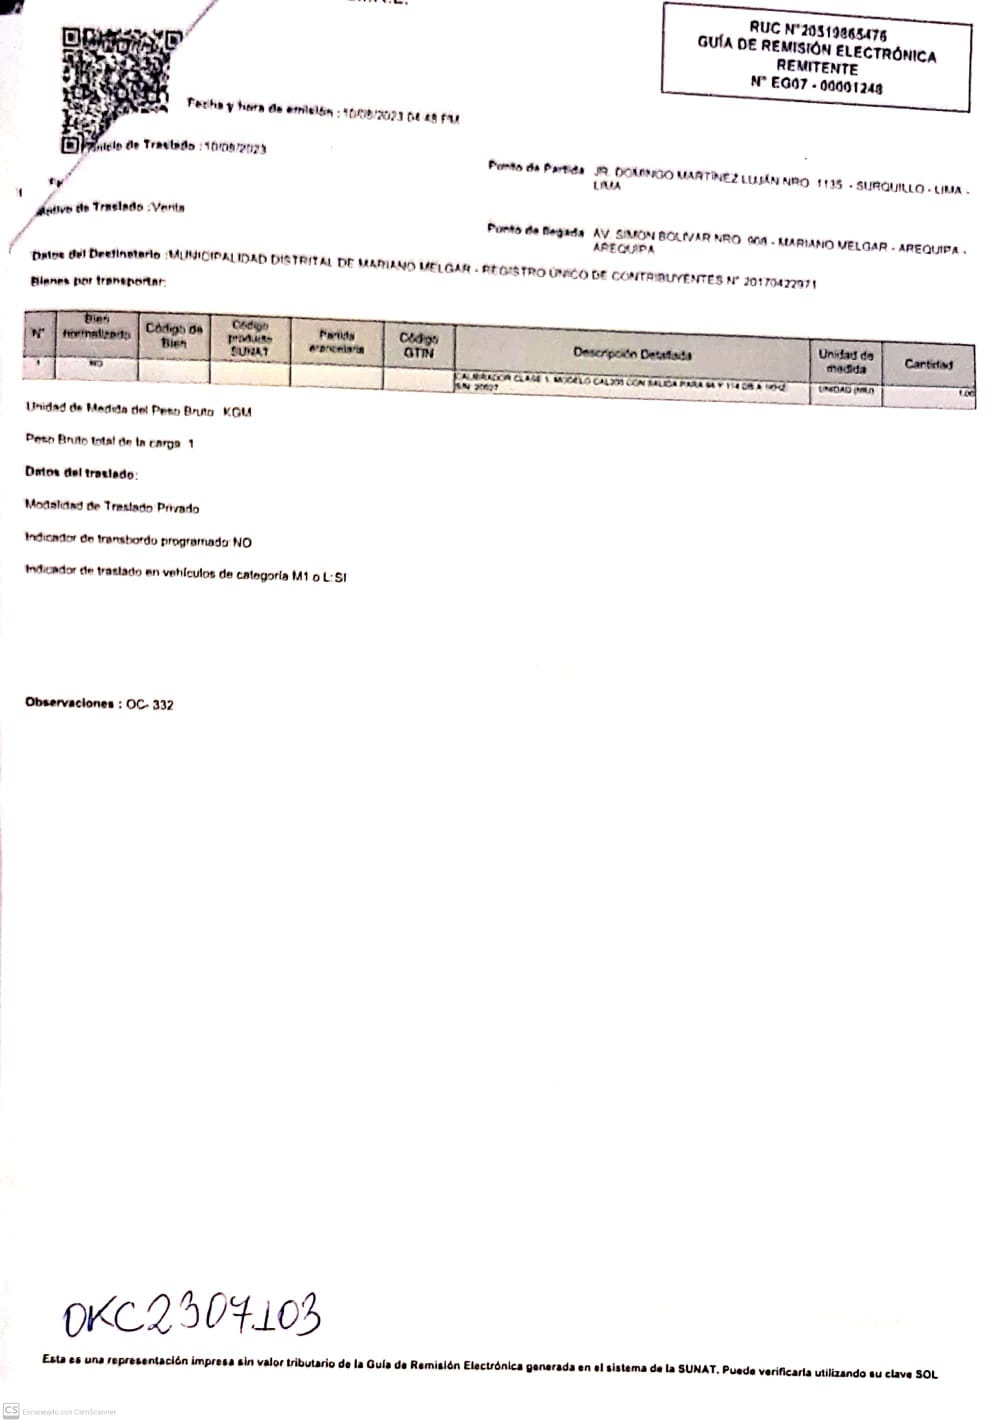 RUC N°20519865476
GUÍA DE REMISIÓN ELECTRÓNICA
REMITENTE
N° EG07 - 00001248
Fecha y hora de emisión : 10/08/2023 04:48 PM
Inicio de Traslado : 10/08/2023
Punto de Partida JR. DOMINGO MARTÍNEZ LUJÁN NRO 1135 - SURQUILLO - LIMA -
LIMA
Motivo de Traslado : Venta
Punto de llegada AV. SIMON BOLIVAR NRO 908 - MARIANO MELGAR - AREQUIPA -
AREQUIPA
Datos del Destinatario : MUNICIPALIDAD DISTRITAL DE MARIANO MELGAR - REGISTRO ÚNICO DE CONTRIBUYENTES N° 20170422971
Bienes por transportar:
N° Bien normalizado Código de Bien Código producto SUNAT Partida arancelaria Código GTIN Descripción Detallada Unidad de medida Cantidad
1 NO CALIBRADOR CLASE 1, MODELO CAL200 CON SALIDA PARA 94 Y 114 DB A 1KHZ UNIDAD (NIU) 1.00
S/N: 20627
Unidad de Medida del Peso Bruto KGM
Peso Bruto total de la carga 1
Datos del traslado:
Modalidad de Traslado Privado
Indicador de transbordo programado NO
Indicador de traslado en vehículos de categoría M1 o L:SI
Observaciones : OC- 332
OKC2307103
Esta es una representación impresa sin valor tributario de la Guía de Remisión Electrónica generada en el sistema de la SUNAT. Puede verificarla utilizando su clave SOL
CS Escaneado con CamScanner